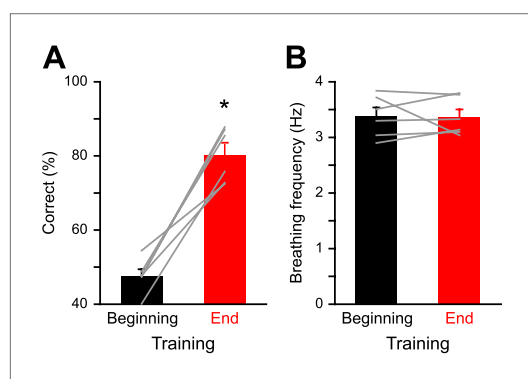 A
B
Correct (%)
100
80
60
40
*
Beginning
End
Training
Breathing frequency (Hz)
4
3
2
1
0
Beginning
End
Training